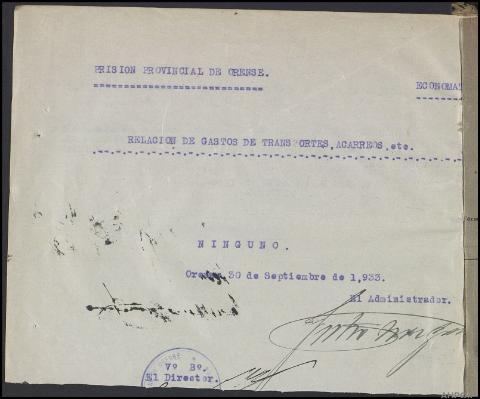 PRISION PROVINCIAL DE ORENSE.
ECONOMAT
RELACION DE GASTOS DE TRANSPORTES, ACARREOS, etc.
NINGUNO.
Orense 30 de Septiembre de 1,933.
El Administrador.
Vº Bº.
El Director.